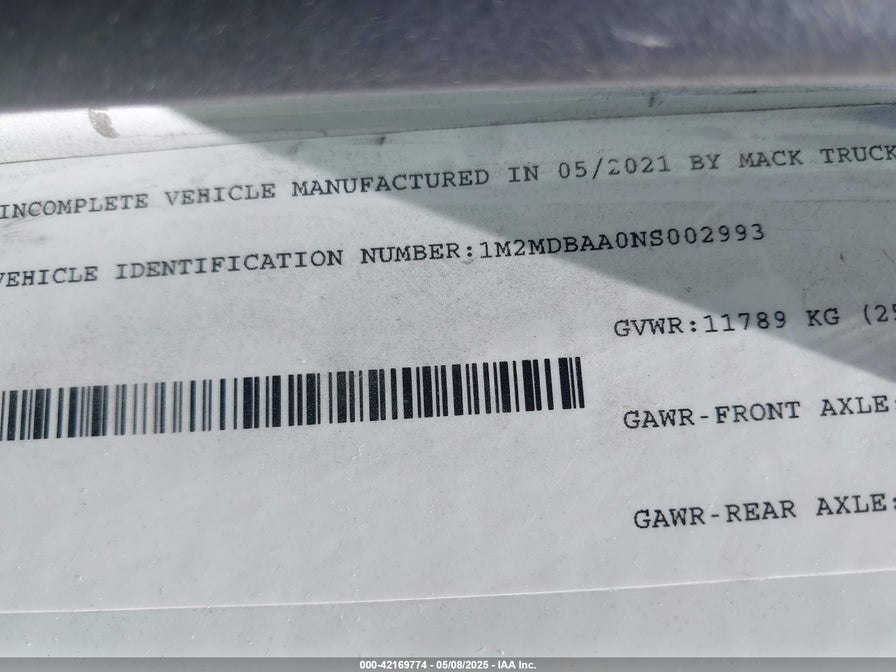 INCOMPLETE VEHICLE MANUFACTURED IN 05/2021 BY MACK TRUCK
VEHICLE IDENTIFICATION NUMBER:1M2MDBAA0NS002993
GVWR:11789 KG (25
GAWR-FRONT AXLE:
GAWR-REAR AXLE:
000-42169774 - 05/08/2025 - IAA Inc.